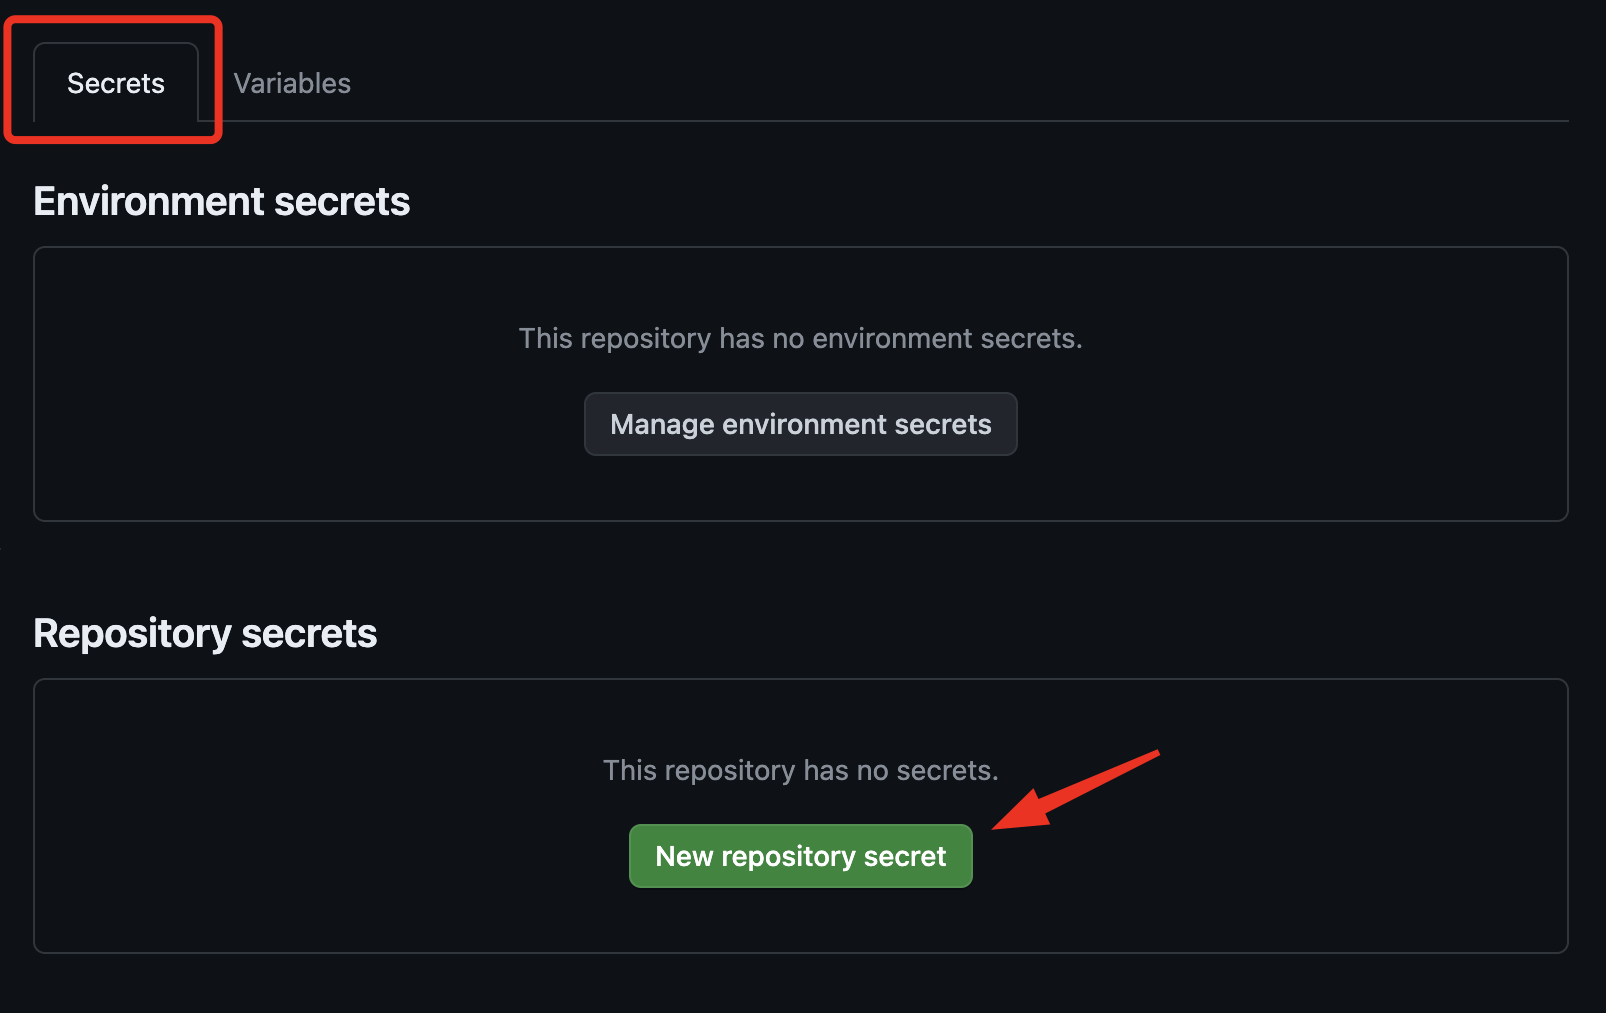 Secrets
Variables
Environment secrets
This repository has no environment secrets.
Manage environment secrets
Repository secrets
This repository has no secrets.
New repository secret